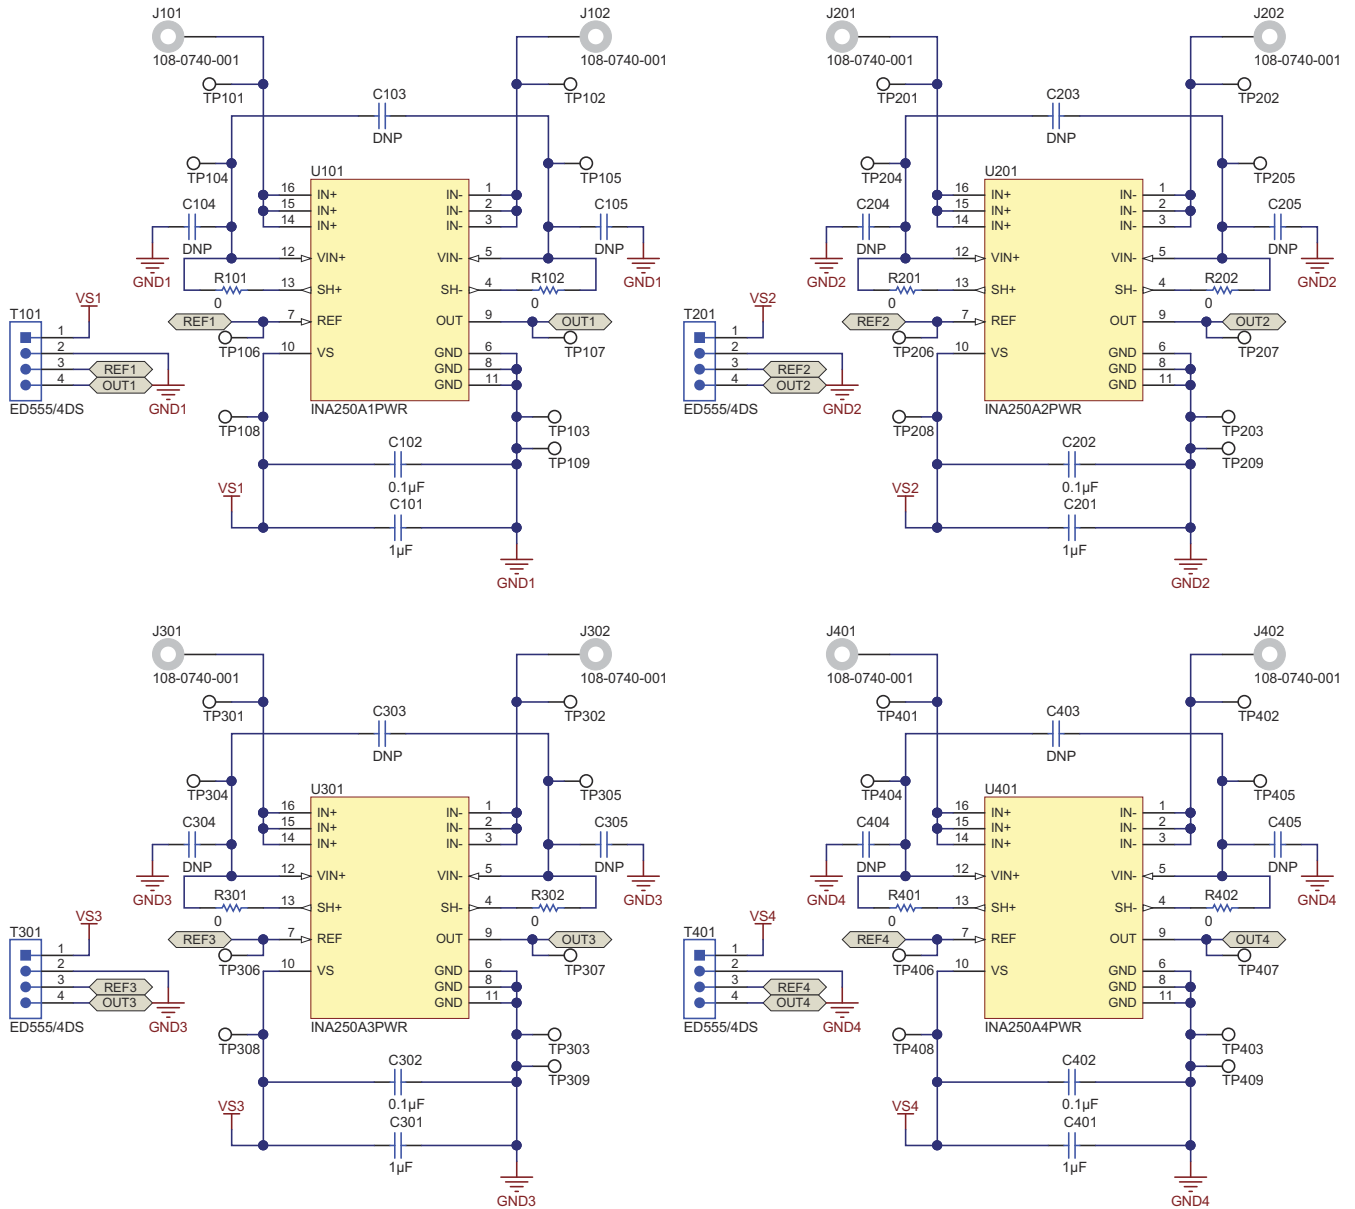 J101
108-0740-001
TP101
J102
108-0740-001
TP102
C103
DNP
TP104
TP105
C104
DNP
GND1
C105
DNP
GND1
U101
16 IN+ IN- 1
15 IN+ IN- 2
14 IN+ IN- 3
12 VIN+ VIN- 5
13 SH+ SH- 4
7 REF OUT 9
10 VS GND 6
GND 8
GND 11
INA250A1PWR
R101
0
R102
0
REF1
TP106
OUT1
TP107
T101
VS1
1
2
3 REF1
4 OUT1
GND1
ED555/4DS
TP108
TP103
TP109
C102
0.1µF
VS1
C101
1µF
GND1
J201
108-0740-001
TP201
J202
108-0740-001
TP202
C203
DNP
TP204
TP205
C204
DNP
GND2
C205
DNP
GND2
U201
16 IN+ IN- 1
15 IN+ IN- 2
14 IN+ IN- 3
12 VIN+ VIN- 5
13 SH+ SH- 4
7 REF OUT 9
10 VS GND 6
GND 8
GND 11
INA250A2PWR
R201
0
R202
0
REF2
TP206
OUT2
TP207
T201
VS2
1
2
3 REF2
4 OUT2
GND2
ED555/4DS
TP208
TP203
TP209
C202
0.1µF
VS2
C201
1µF
GND2
J301
108-0740-001
TP301
J302
108-0740-001
TP302
C303
DNP
TP304
TP305
C304
DNP
GND3
C305
DNP
GND3
U301
16 IN+ IN- 1
15 IN+ IN- 2
14 IN+ IN- 3
12 VIN+ VIN- 5
13 SH+ SH- 4
7 REF OUT 9
10 VS GND 6
GND 8
GND 11
INA250A3PWR
R301
0
R302
0
REF3
TP306
OUT3
TP307
T301
VS3
1
2
3 REF3
4 OUT3
GND3
ED555/4DS
TP308
TP303
TP309
C302
0.1µF
VS3
C301
1µF
GND3
J401
108-0740-001
TP401
J402
108-0740-001
TP402
C403
DNP
TP404
TP405
C404
DNP
GND4
C405
DNP
GND4
U401
16 IN+ IN- 1
15 IN+ IN- 2
14 IN+ IN- 3
12 VIN+ VIN- 5
13 SH+ SH- 4
7 REF OUT 9
10 VS GND 6
GND 8
GND 11
INA250A4PWR
R401
0
R402
0
REF4
TP406
OUT4
TP407
T401
VS4
1
2
3 REF4
4 OUT4
GND4
ED555/4DS
TP408
TP403
TP409
C402
0.1µF
VS4
C401
1µF
GND4